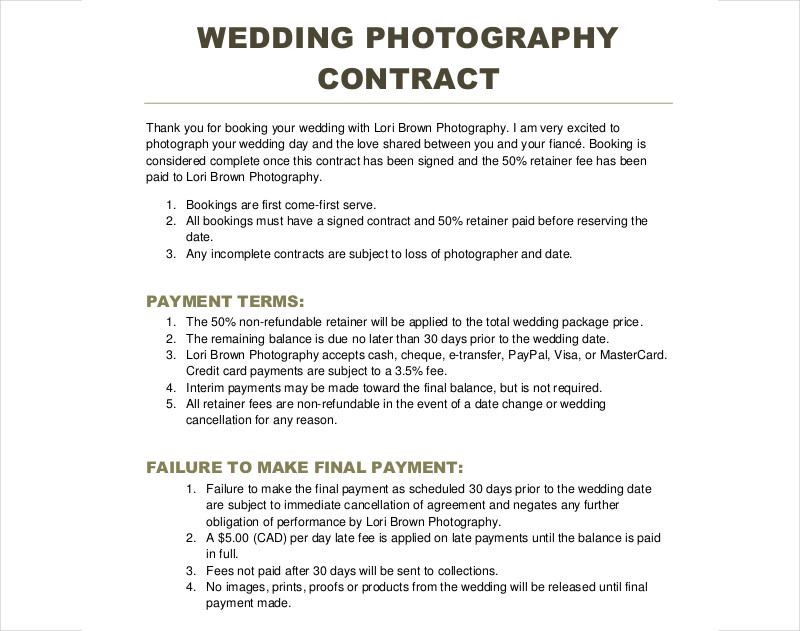 WEDDING PHOTOGRAPHY
CONTRACT
Thank you for booking your wedding with Lori Brown Photography. I am very excited to
photograph your wedding day and the love shared between you and your fiancé. Booking is
considered complete once this contract has been signed and the 50% retainer fee has been
paid to Lori Brown Photography.
1. Bookings are first come-first serve.
2. All bookings must have a signed contract and 50% retainer paid before reserving the
date.
3. Any incomplete contracts are subject to loss of photographer and date.
PAYMENT TERMS:
1. The 50% non-refundable retainer will be applied to the total wedding package price.
2. The remaining balance is due no later than 30 days prior to the wedding date.
3. Lori Brown Photography accepts cash, cheque, e-transfer, PayPal, Visa, or MasterCard.
Credit card payments are subject to a 3.5% fee.
4. Interim payments may be made toward the final balance, but is not required.
5. All retainer fees are non-refundable in the event of a date change or wedding
cancellation for any reason.
FAILURE TO MAKE FINAL PAYMENT:
1. Failure to make the final payment as scheduled 30 days prior to the wedding date
are subject to immediate cancellation of agreement and negates any further
obligation of performance by Lori Brown Photography.
2. A $5.00 (CAD) per day late fee is applied on late payments until the balance is paid
in full.
3. Fees not paid after 30 days will be sent to collections.
4. No images, prints, proofs or products from the wedding will be released until final
payment made.